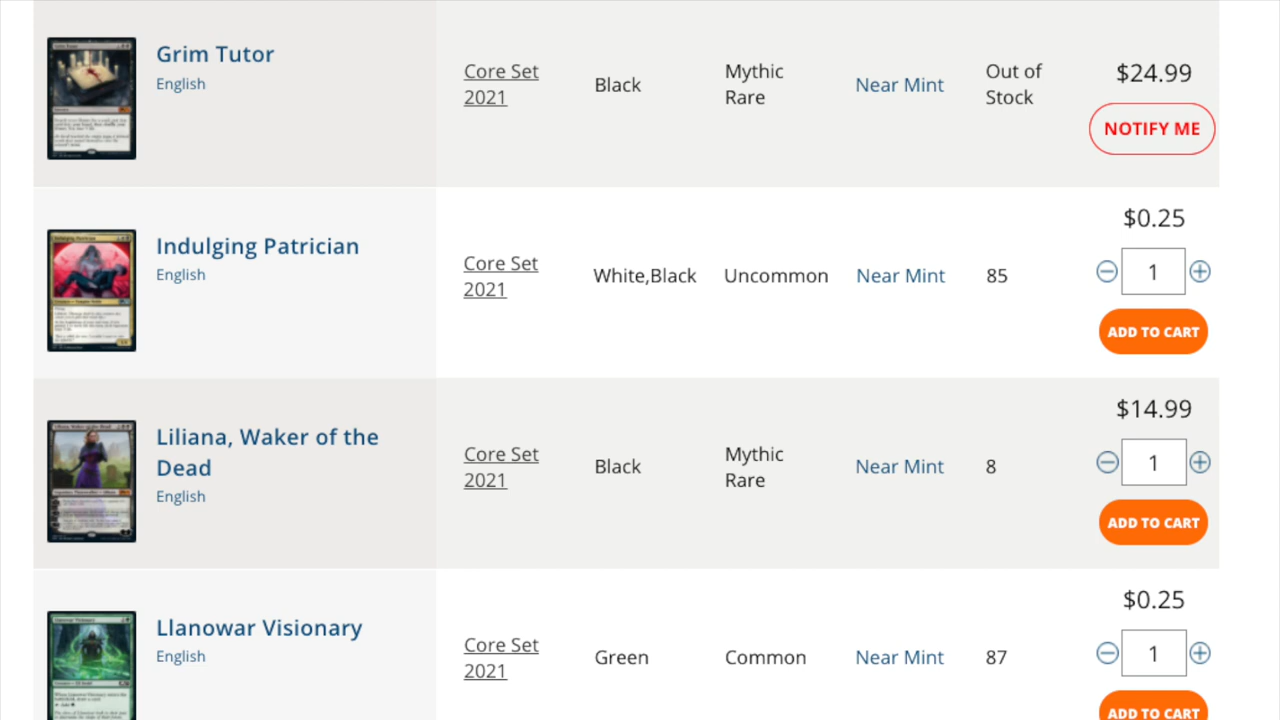 Grim Tutor
English
Core Set
2021
Black
Mythic
Rare
Near Mint
Out of
Stock
$24.99
NOTIFY ME
Indulging Patrician
English
Core Set
2021
White,Black
Uncommon
Near Mint
85
$0.25
1
ADD TO CART
Liliana, Waker of the
Dead
English
Core Set
2021
Black
Mythic
Rare
Near Mint
8
$14.99
1
ADD TO CART
Llanowar Visionary
English
Core Set
2021
Green
Common
Near Mint
87
$0.25
1
ADD TO CART